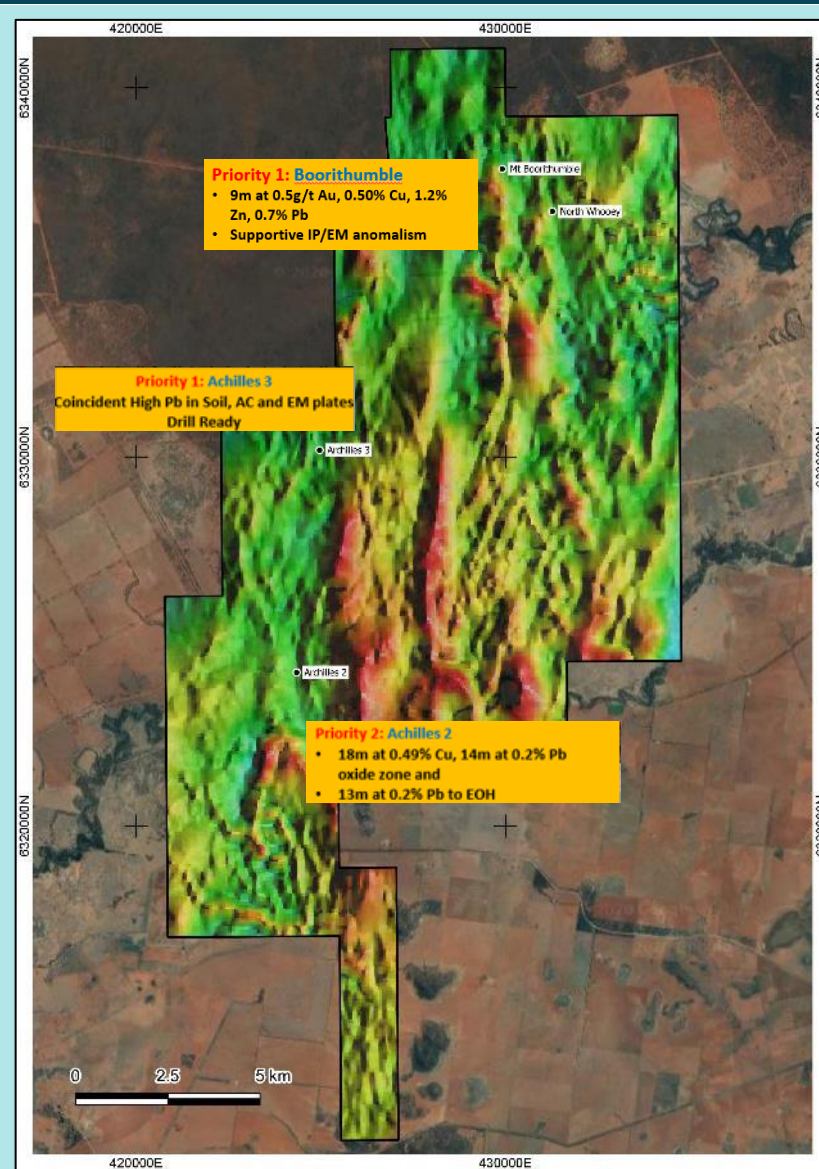 420000E
430000E
6340000N
6340000N
Priority 1: Boorithumble
• 9m at 0.5g/t Au, 0.50% Cu, 1.2%
Zn, 0.7% Pb
• Supportive IP/EM anomalism
Mt Boorithumble
North Whooey
Priority 1: Achilles 3
Coincident High Pb in Soil, AC and EM plates
Drill Ready
Archilles 3
6330000N
Archilles 2
Priority 2: Achilles 2
• 18m at 0.49% Cu, 14m at 0.2% Pb
oxide zone and
• 13m at 0.2% Pb to EOH
6320000N
0 2.5 5 km
420000E
430000E